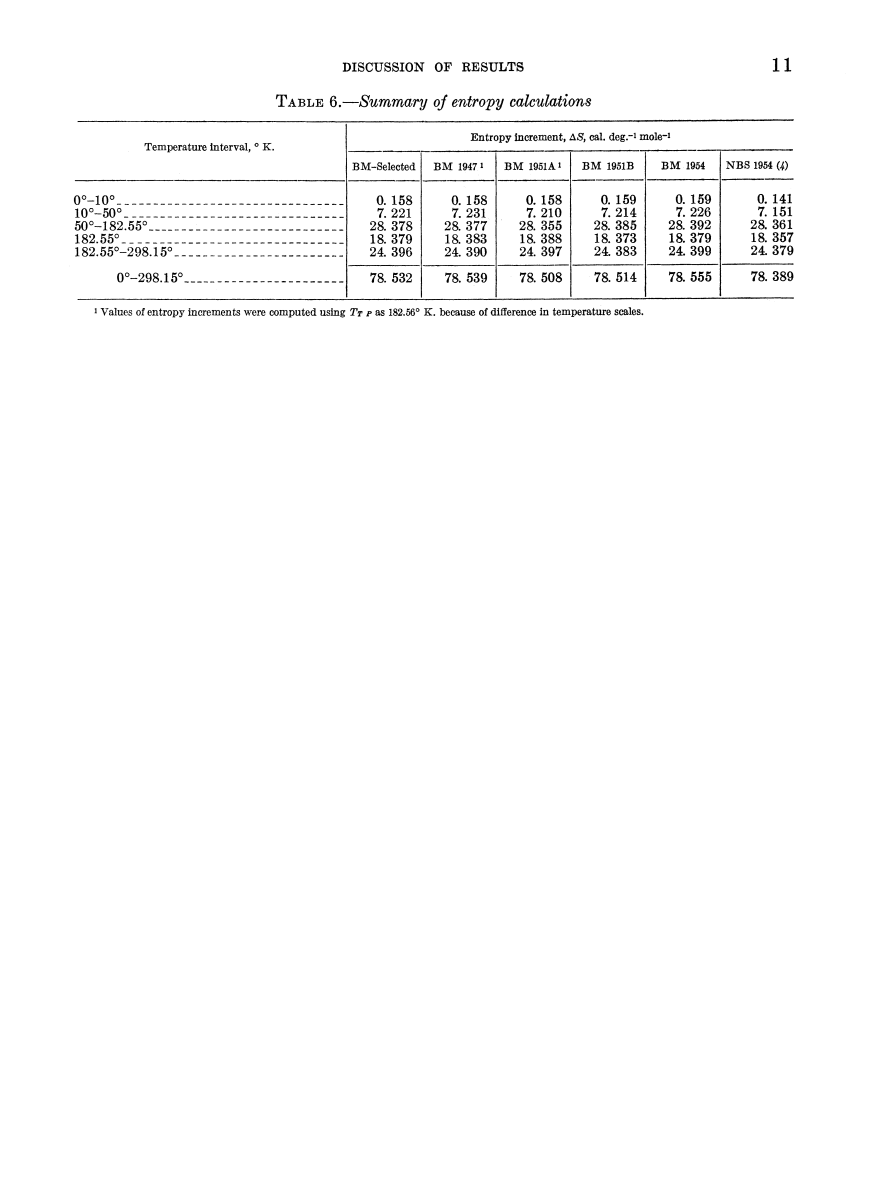 DISCUSSION OF RESULTS 11
TABLE 6.—Summary of entropy calculations
Temperature interval, ° K. Entropy increment, ΔS, cal. deg.⁻¹ mole⁻¹
BM-Selected BM 1947 ¹ BM 1951A ¹ BM 1951B BM 1954 NBS 1954 (4)
0°–10° 0. 158 0. 158 0. 158 0. 159 0. 159 0. 141
10°–50° 7. 221 7. 231 7. 210 7. 214 7. 226 7. 151
50°–182.55° 28. 378 28. 377 28. 355 28. 385 28. 392 28. 361
182.55° 18. 379 18. 383 18. 388 18. 373 18. 379 18. 357
182.55°–298.15° 24. 396 24. 390 24. 397 24. 383 24. 399 24. 379
0°–298.15° 78. 532 78. 539 78. 508 78. 514 78. 555 78. 389
¹ Values of entropy increments were computed using T_T P as 182.56° K. because of difference in temperature scales.